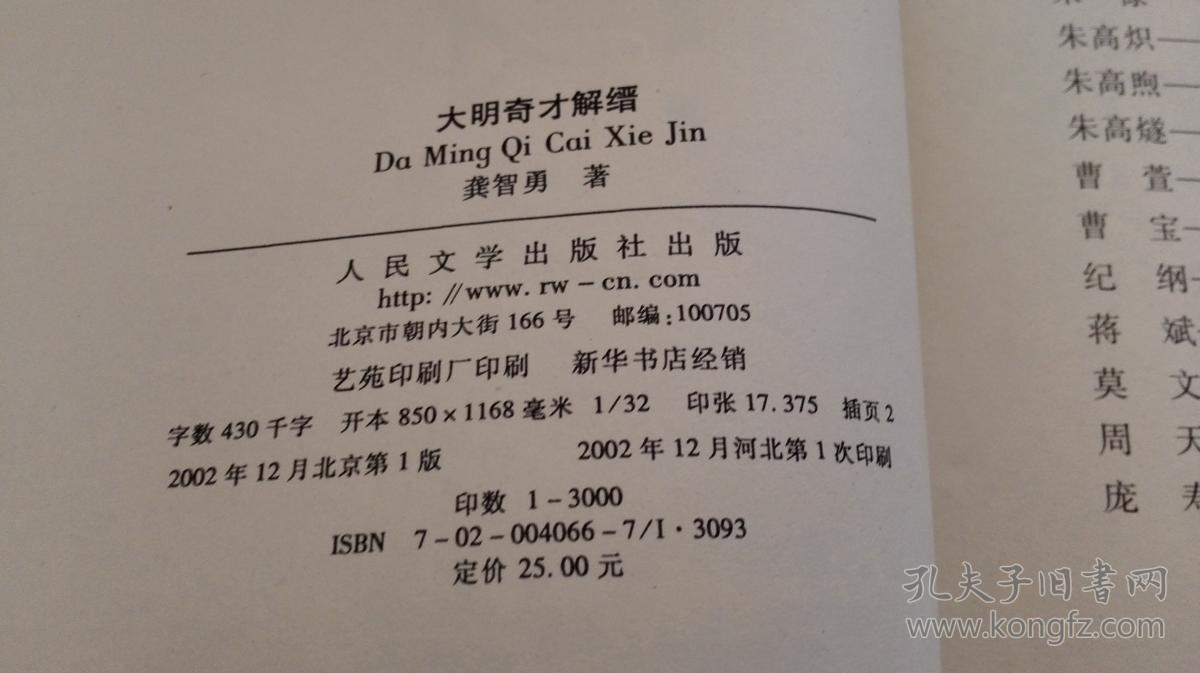 大明奇才解缙
Da Ming Qi Cai Xie Jin
龚智勇 著
人民文学出版社出版
http://www.rw-cn.com
北京市朝内大街166号 邮编:100705
艺苑印刷厂印刷 新华书店经销
字数430千字 开本850×1168毫米 1/32 印张17.375 插页2
2002年12月北京第1版 2002年12月河北第1次印刷
印数 1-3000
ISBN 7-02-004066-7/I·3093
定价 25.00 元
朱高炽—
朱高煦—
朱高燧—
曹 萱—
曹 宝—
纪 纲—
蒋 斌
莫 文
周 天
庞
孔夫子旧书网
www.kongfz.com